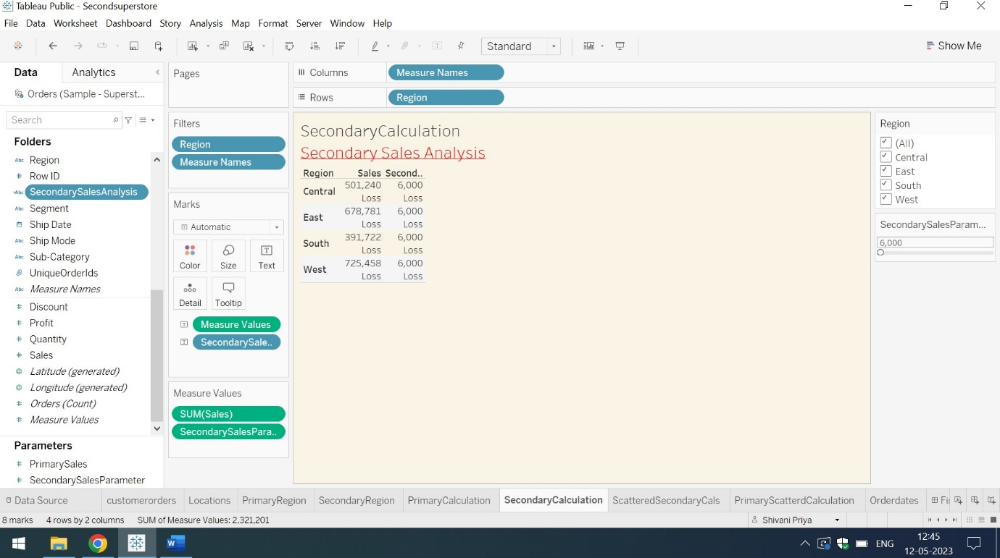 Tableau Public - Secondsuperstore
File Data Worksheet Dashboard Story Analysis Map Format Server Window Help
Standard
Show Me
Data Analytics
Orders (Sample - Superst...
Search
Folders
Abc Region
# Row ID
=Abc SecondarySalesAnalysis
Abc Segment
Ship Date
Abc Ship Mode
Abc Sub-Category
UniqueOrderIds
Abc Measure Names
# Discount
# Profit
# Quantity
# Sales
Latitude (generated)
Longitude (generated)
# Orders (Count)
# Measure Values
Parameters
# PrimarySales
# SecondarySalesParameter
Pages
Filters
Region
Measure Names
Marks
Automatic
Color Size Text
Detail Tooltip
Measure Values
SecondarySale..
Measure Values
SUM(Sales)
SecondarySalesPara..
Columns Measure Names
Rows Region
SecondaryCalculation
Secondary Sales Analysis
Region Sales Second..
Central 501,240 6,000
Loss Loss
East 678,781 6,000
Loss Loss
South 391,722 6,000
Loss Loss
West 725,458 6,000
Loss Loss
Region
(All)
Central
East
South
West
SecondarySalesParam...
6,000
Data Source customerorders Locations PrimaryRegion SecondaryRegion PrimaryCalculation SecondaryCalculation ScatteredSecondaryCals PrimaryScatterdCalculation Orderdates Fi
8 marks 4 rows by 2 columns SUM of Measure Values: 2,321,201 Shivani Priya
ENG
12:45
12-05-2023